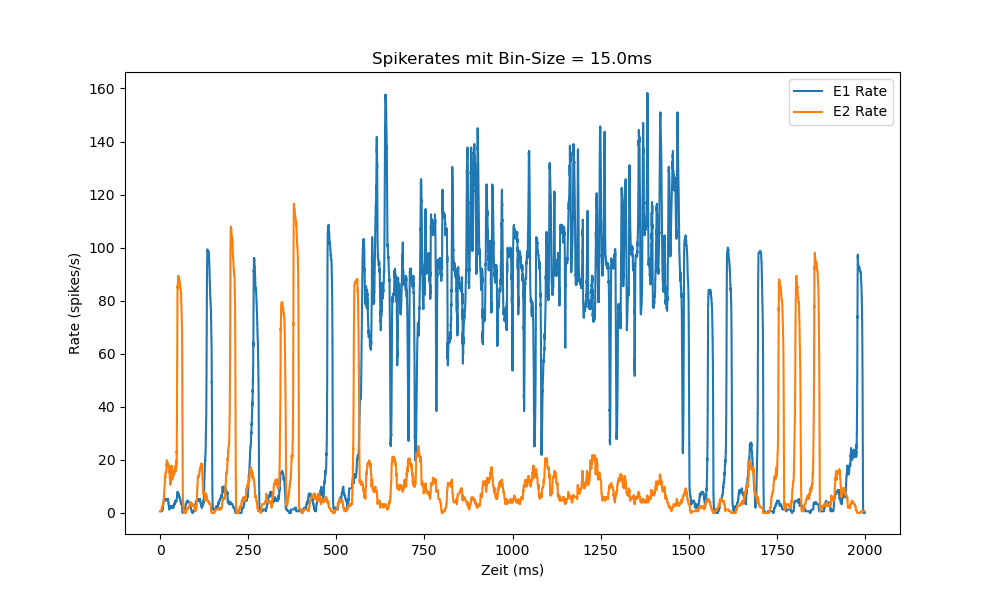 Spikerates mit Bin-Size = 15.0ms
E1 Rate
E2 Rate
Rate (spikes/s)
160
140
120
100
80
60
40
20
0
0 250 500 750 1000 1250 1500 1750 2000
Zeit (ms)